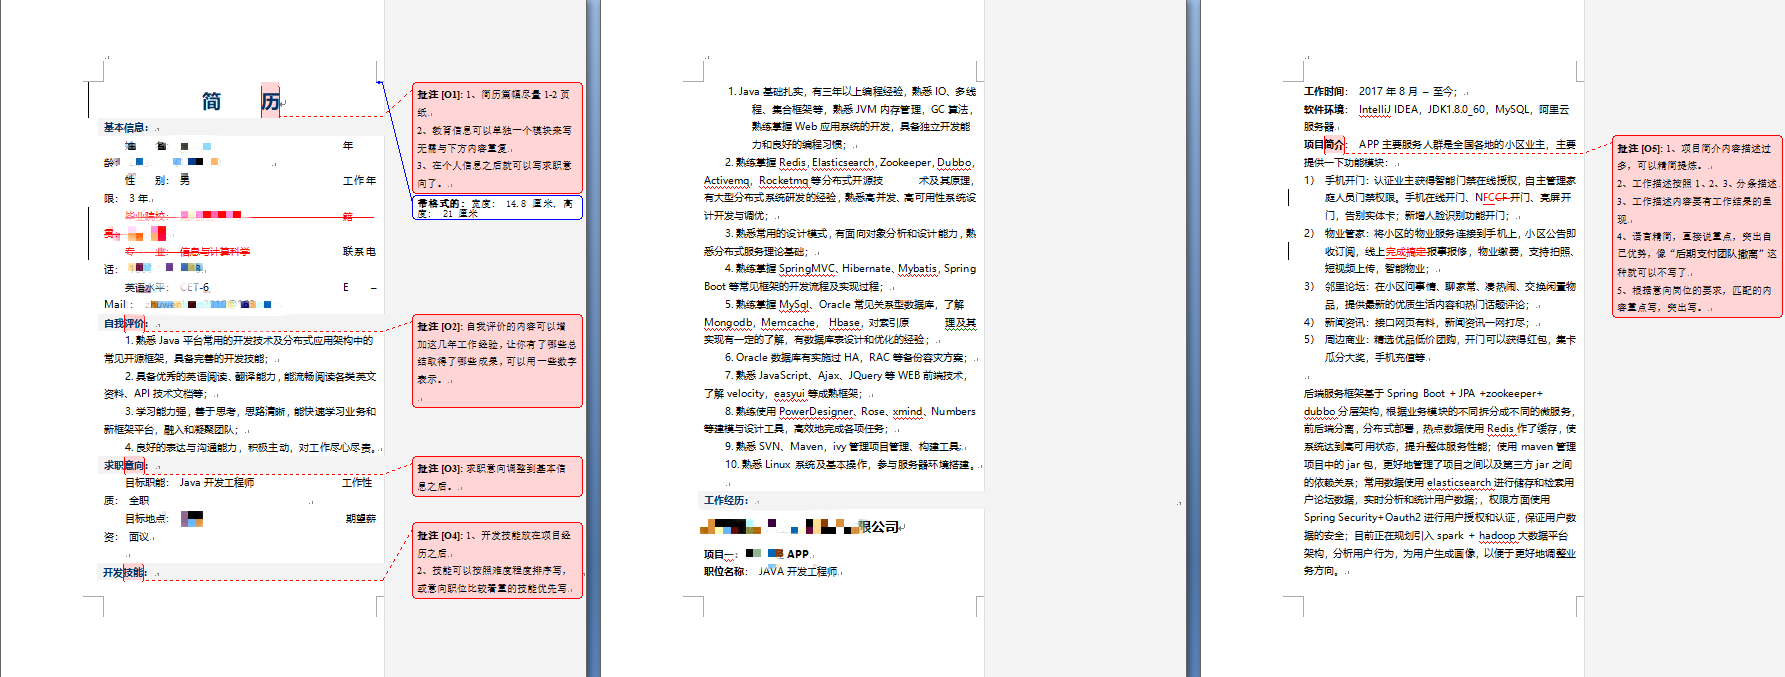 简 历
基本信息：
年
龄
性 别：男 工作年
限： 3 年
毕业院校： 籍
贯
专 业： 信息与计算科学 联系电
话：
英语水平： CET-6 E –
Mail：
自我评价：
1. 熟悉 Java 平台常用的开发技术及分布式应用架构中的
常见开源框架，具备完善的开发技能；
2. 具备优秀的英语阅读、翻译能力，能流畅阅读各类英文
资料、API 技术文档等；
3. 学习能力强，善于思考，思路清晰，能快速学习业务和
新框架平台，融入和凝聚团队；
4. 良好的表达与沟通能力，积极主动，对工作尽心尽责。
求职意向：
目标职能： Java 开发工程师 工作性
质： 全职
目标地点： 期望薪
资： 面议
开发技能：
批注 [O1]: 1、简历篇幅尽量 1-2 页
纸.
2、教育信息可以单独一个模块来写
无需与下方内容重复
3、在个人信息之后就可以写求职意
向了。
带格式的： 宽度： 14.8 厘米, 高
度： 21 厘米
批注 [O2]: 自我评价的内容可以增
加这几年工作经验，让你有了哪些总
结取得了哪些成果，可以用一些数字
表示。
批注 [O3]: 求职意向调整到基本信
息之后。
批注 [O4]: 1、开发技能放在项目经
历之后
2、技能可以按照难度程度排序写，
或意向职位比较看重的技能优先写
1. Java 基础扎实，有三年以上编程经验，熟悉 IO、多线
程、集合框架等，熟悉 JVM 内存管理，GC 算法，
熟练掌握 Web 应用系统的开发，具备独立开发能
力和良好的编程习惯；
2. 熟练掌握 Redis, Elasticsearch, Zookeeper, Dubbo,
Activemq，Rocketmq 等分布式开源技 术及其原理，
有大型分布式系统研发的经验，熟悉高并发、高可用性系统设
计开发与调优；
3. 熟悉常用的设计模式，有面向对象分析和设计能力，熟
悉分布式服务理论基础；
4. 熟练掌握 SpringMVC、Hibernate、Mybatis, Spring
Boot 等常见框架的开发流程及实现过程；
5. 熟练掌握 MySql、Oracle 常见关系型数据库，了解
Mongodb，Memcache， Hbase，对索引原 理及其
实现有一定的了解，有数据库表设计和优化的经验；
6. Oracle 数据库有实施过 HA，RAC 等备份容灾方案；
7. 熟悉 JavaScript、Ajax、JQuery 等 WEB 前端技术，
了解 velocity，easyui 等成熟框架；
8. 熟练使用 PowerDesigner、Rose、xmind、Numbers
等建模与设计工具，高效地完成各项任务；
9. 熟悉 SVN、Maven，ivy 管理项目管理、构建工具；
10. 熟悉 Linux 系统及基本操作，参与服务器环境搭建。
工作经历：
限公司
项目一： APP
职位名称： JAVA 开发工程师
工作时间： 2017 年 8 月 – 至今；
软件环境： IntelliJ IDEA，JDK1.8.0_60，MySQL，阿里云
服务器
项目简介： APP 主要服务人群是全国各地的小区业主，主要
提供一下功能模块：
1） 手机开门：认证业主获得智能门禁在线授权，自主管理家
庭人员门禁权限。手机在线开门、NFCCF 开门、亮屏开
门，告别实体卡；新增人脸识别功能开门；
2） 物业管家：将小区的物业服务连接到手机上，小区公告即
收订阅，线上完成搞定报事报修，物业缴费，支持拍照、
短视频上传，智能物业；
3） 邻里论坛：在小区问事情、聊家常、凑热闹、交换闲置物
品，提供最新的优质生活内容和热门话题评论；
4） 新闻资讯：接口网页有料，新闻资讯一网打尽；
5） 周边商业：精选优品低价团购，开门可以获得红包，集卡
瓜分大奖，手机充值等
后端服务框架基于 Spring Boot + JPA +zookeeper+
dubbo 分层架构，根据业务模块的不同拆分成不同的微服务，
前后端分离，分布式部署，热点数据使用 Redis 作了缓存，使
系统达到高可用状态，提升整体服务性能；使用 maven 管理
项目中的 jar 包，更好地管理了项目之间以及第三方 jar 之间
的依赖关系；常用数据使用 elasticsearch 进行储存和检索用
户论坛数据，实时分析和统计用户数据；，权限方面使用
Spring Security+Oauth2 进行用户授权和认证，保证用户数
据的安全；目前正在规划引入 spark + hadoop 大数据平台
架构，分析用户行为，为用户生成画像，以便于更好地调整业
务方向。
批注 [O5]: 1、项目简介内容描述过
多，可以精简提炼。
2、工作描述按照 1、2、3、分条描述
3、工作描述内容要有工作结果的呈
现
4、语言精简，直接说重点，突出自
己优势，像“后期支付团队撤离”这
种就可以不写了
5、根据意向岗位的要求，匹配的内
容重点写，突出写。